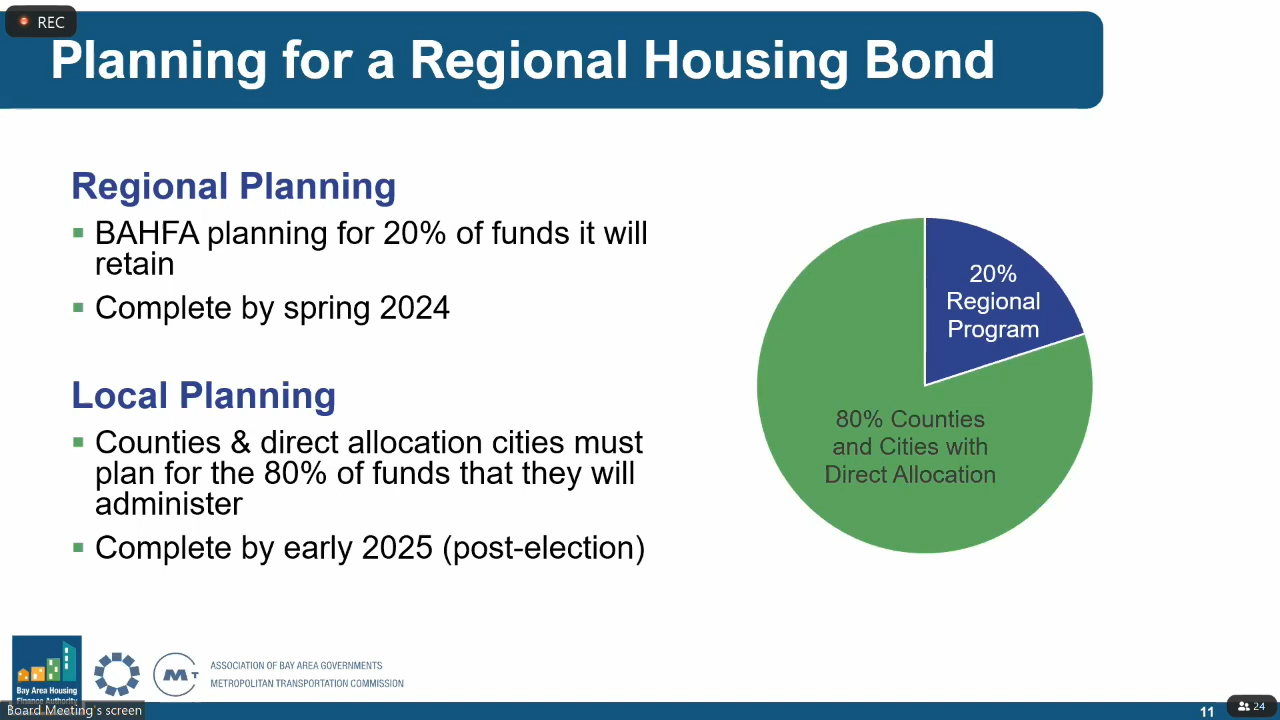 REC
Planning for a Regional Housing Bond
Regional Planning
▪ BAHFA planning for 20% of funds it will
retain
▪ Complete by spring 2024
Local Planning
▪ Counties & direct allocation cities must
plan for the 80% of funds that they will
administer
▪ Complete by early 2025 (post-election)
20%
Regional
Program
80% Counties
and Cities with
Direct Allocation
Bay Area Housing
Finance Authority
MT
ASSOCIATION OF BAY AREA GOVERNMENTS
METROPOLITAN TRANSPORTATION COMMISSION
Board Meeting's screen
11
24